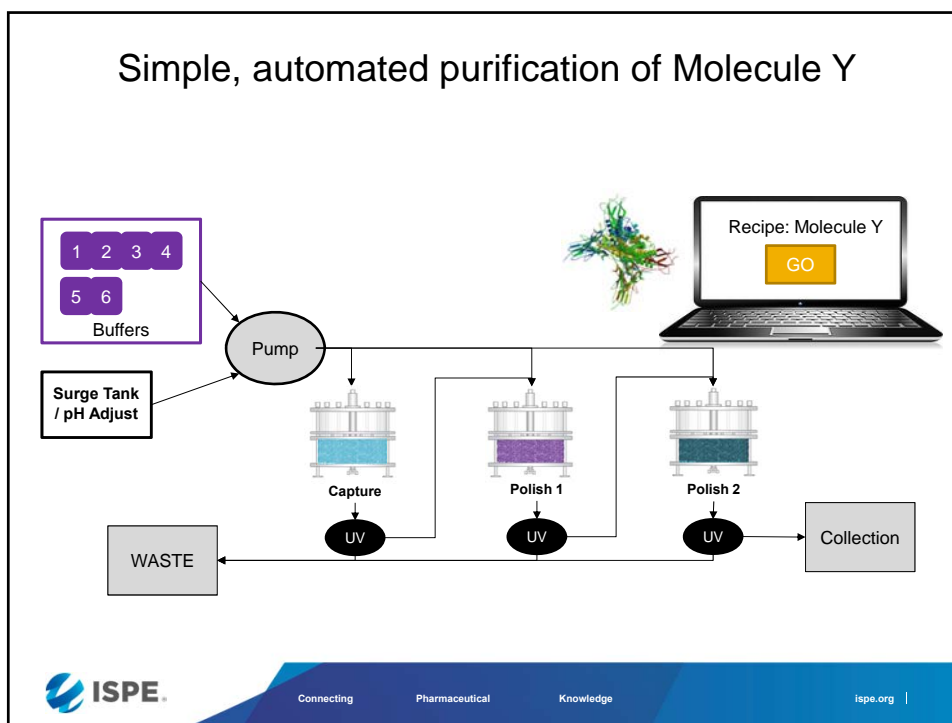 Simple, automated purification of Molecule Y
1 2 3 4
5 6
Buffers
Recipe: Molecule Y
GO
Pump
Surge Tank
/ pH Adjust
Capture
Polish 1
Polish 2
UV
UV
UV
WASTE
Collection
ISPE.
Connecting Pharmaceutical Knowledge
ispe.org |